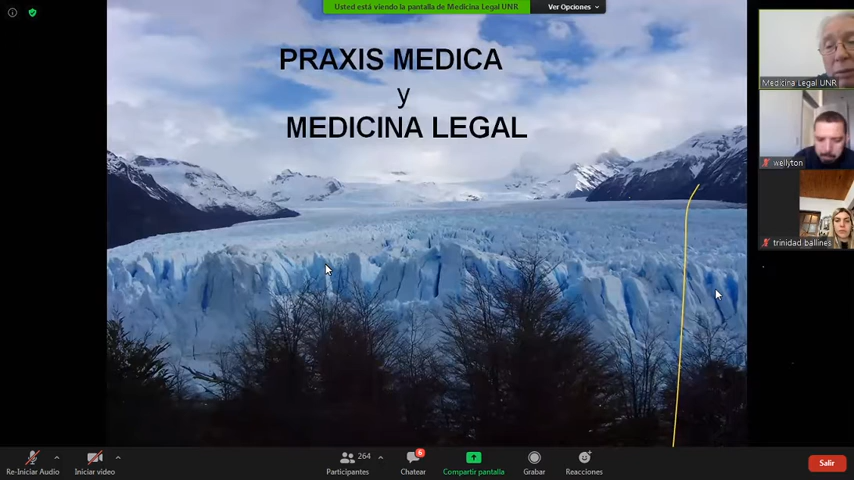 Usted está viendo la pantalla de Medicina Legal UNR
Ver Opciones
PRAXIS MEDICA
y
MEDICINA LEGAL
Medicina Legal UNR
wellyton
trinidad ballines
Re-Iniciar Audio
Iniciar video
264
Participantes
6
Chatear
Compartir pantalla
Grabar
Reacciones
Salir